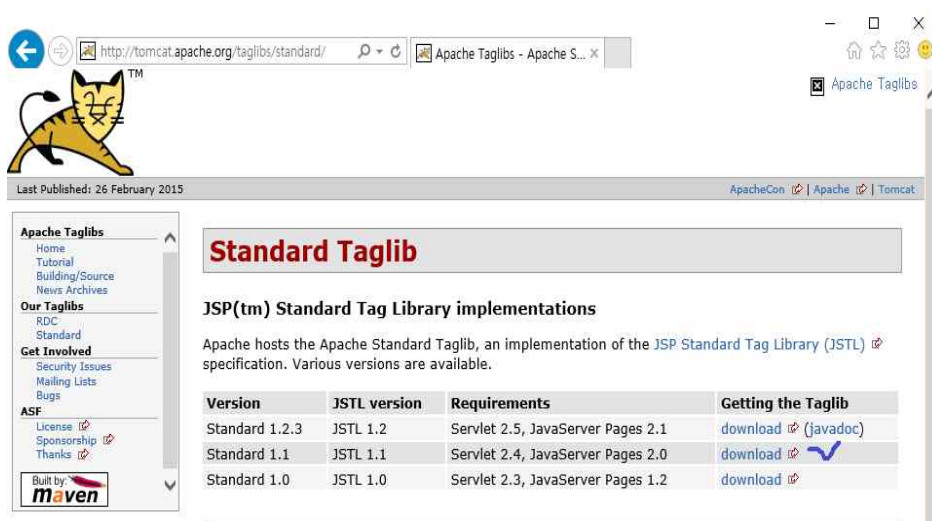 http://tomcat.apache.org/taglibs/standard/
Apache Taglibs - Apache S...
TM
Apache Taglibs
Last Published: 26 February 2015
ApacheCon | Apache | Tomcat
Apache Taglibs
Home
Tutorial
Building/Source
News Archives
Our Taglibs
RDC
Standard
Get Involved
Security Issues
Mailing Lists
Bugs
ASF
License
Sponsorship
Thanks
Built by:
maven
Standard Taglib
JSP(tm) Standard Tag Library implementations
Apache hosts the Apache Standard Taglib, an implementation of the JSP Standard Tag Library (JSTL)
specification. Various versions are available.
Version JSTL version Requirements Getting the Taglib
Standard 1.2.3 JSTL 1.2 Servlet 2.5, JavaServer Pages 2.1 download (javadoc)
Standard 1.1 JSTL 1.1 Servlet 2.4, JavaServer Pages 2.0 download
Standard 1.0 JSTL 1.0 Servlet 2.3, JavaServer Pages 1.2 download